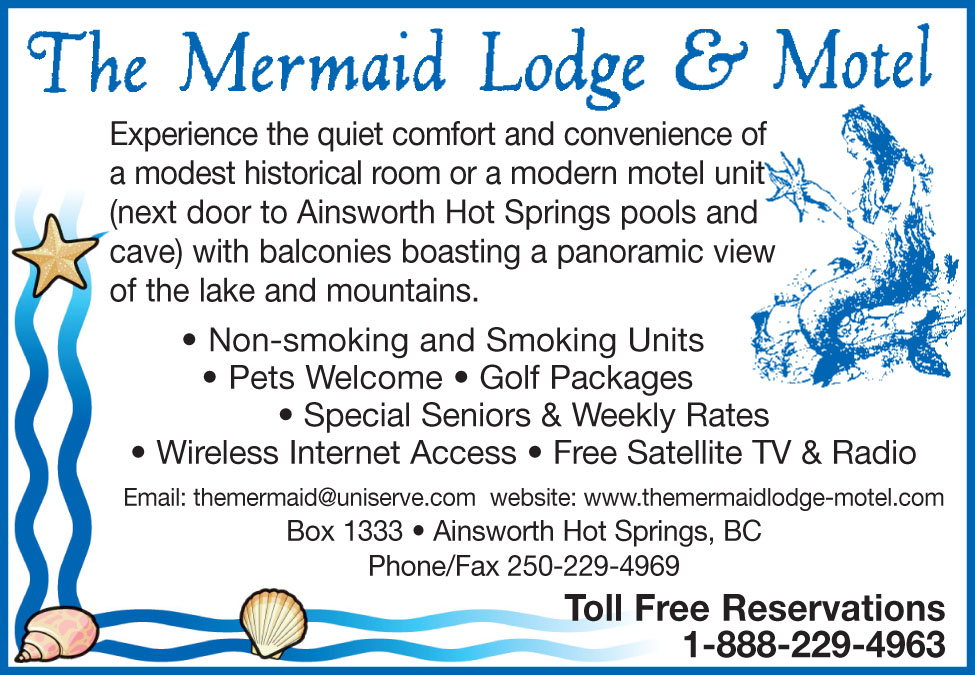 The Mermaid Lodge & Motel
Experience the quiet comfort and convenience of
a modest historical room or a modern motel unit
(next door to Ainsworth Hot Springs pools and
cave) with balconies boasting a panoramic view
of the lake and mountains.
• Non-smoking and Smoking Units
• Pets Welcome • Golf Packages
• Special Seniors & Weekly Rates
• Wireless Internet Access • Free Satellite TV & Radio
Email: themermaid@uniserve.com website: www.themermaidlodge-motel.com
Box 1333 • Ainsworth Hot Springs, BC
Phone/Fax 250-229-4969
Toll Free Reservations
1-888-229-4963